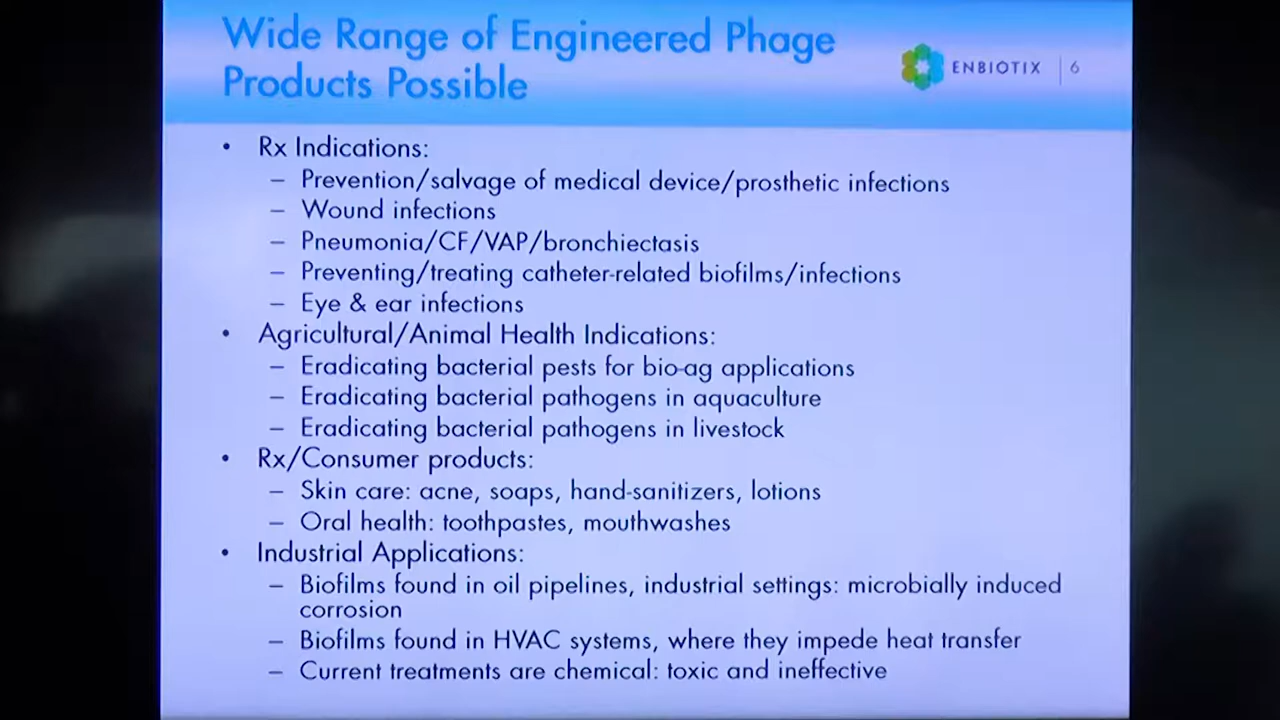 Wide Range of Engineered Phage
Products Possible
ENBIOTIX | 6
• Rx Indications:
– Prevention/salvage of medical device/prosthetic infections
– Wound infections
– Pneumonia/CF/VAP/bronchiectasis
– Preventing/treating catheter-related biofilms/infections
– Eye & ear infections
• Agricultural/Animal Health Indications:
– Eradicating bacterial pests for bio-ag applications
– Eradicating bacterial pathogens in aquaculture
– Eradicating bacterial pathogens in livestock
• Rx/Consumer products:
– Skin care: acne, soaps, hand-sanitizers, lotions
– Oral health: toothpastes, mouthwashes
• Industrial Applications:
– Biofilms found in oil pipelines, industrial settings: microbially induced
corrosion
– Biofilms found in HVAC systems, where they impede heat transfer
– Current treatments are chemical: toxic and ineffective